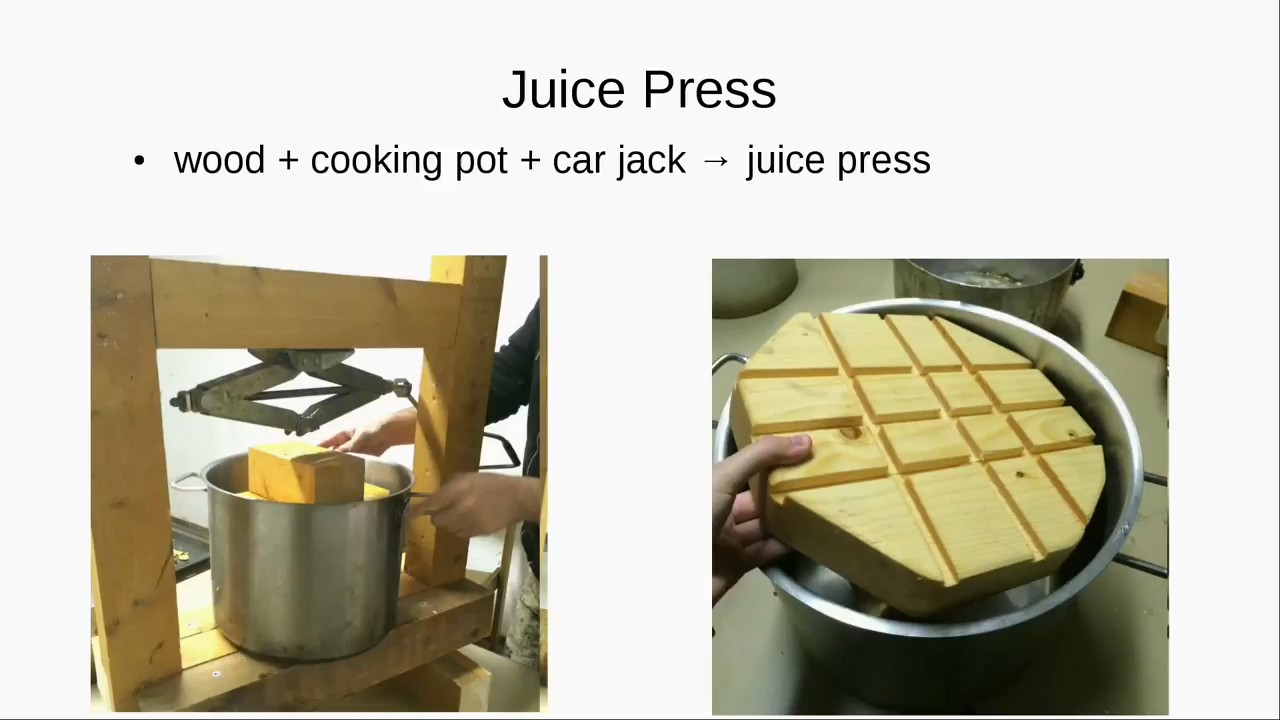 Juice Press
• wood + cooking pot + car jack → juice press